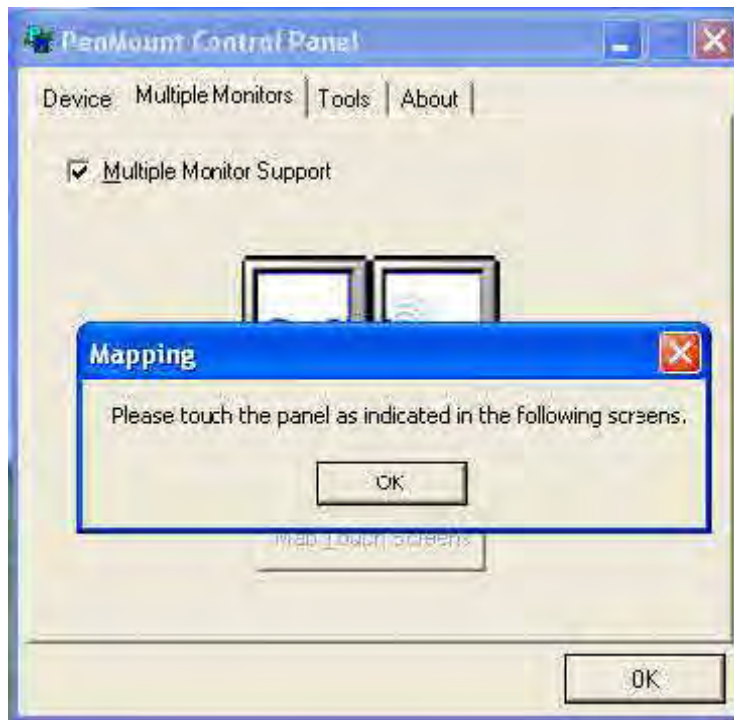 PenMount Control Panel
Device Multiple Monitors Tools About
Multiple Monitor Support
Mapping
Please touch the panel as indicated in the following screens.
OK
Map Touch Screens
OK